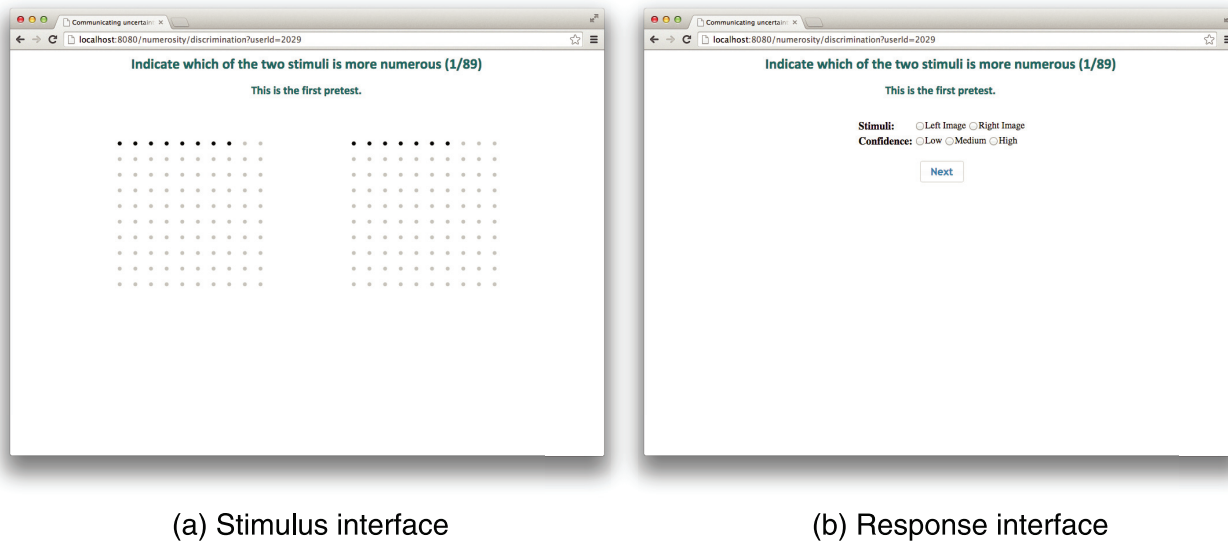 Communicating uncertaint ×
localhost:8080/numerosity/discrimination?userId=2029
Indicate which of the two stimuli is more numerous (1/89)
This is the first pretest.
(a) Stimulus interface
Communicating uncertaint ×
localhost:8080/numerosity/discrimination?userId=2029
Indicate which of the two stimuli is more numerous (1/89)
This is the first pretest.
Stimuli: Left Image Right Image
Confidence: Low Medium High
Next
(b) Response interface